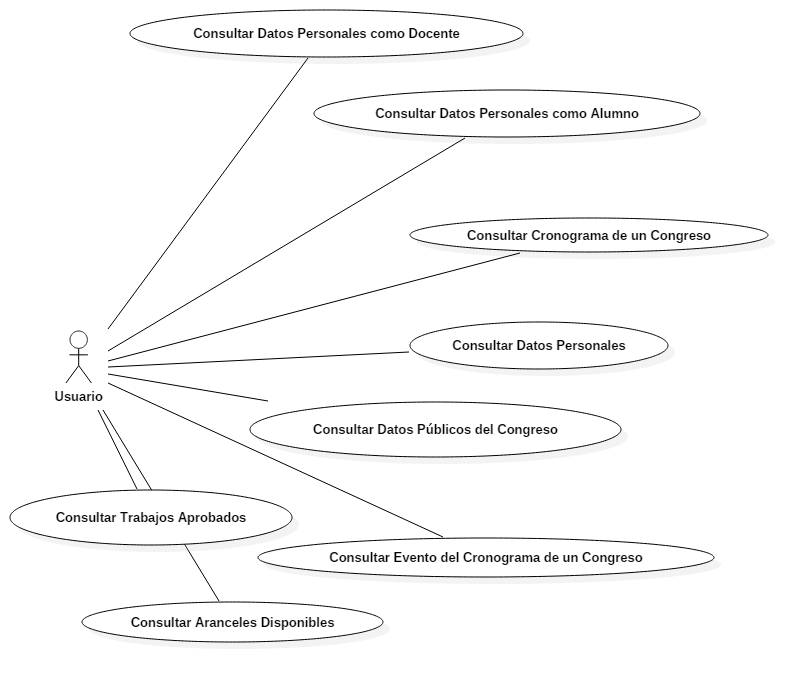 Consultar Datos Personales como Docente
Consultar Datos Personales como Alumno
Consultar Cronograma de un Congreso
Consultar Datos Personales
Usuario
Consultar Datos Públicos del Congreso
Consultar Trabajos Aprobados
Consultar Evento del Cronograma de un Congreso
Consultar Aranceles Disponibles